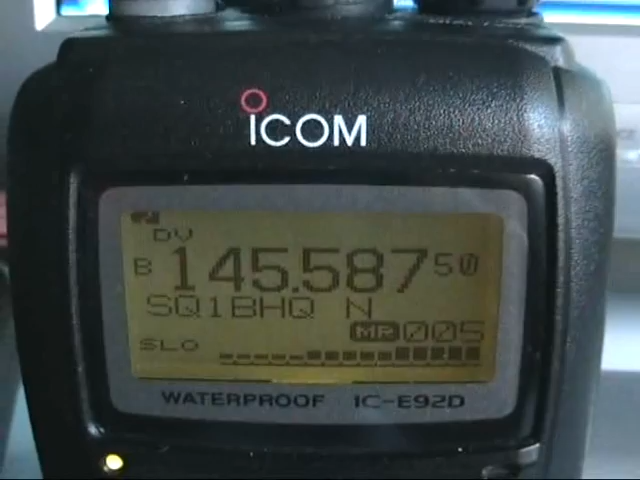 ICOM
DV
B 145.587 50
SQ1BHQ N
MR 005
SLO
WATERPROOF IC-E92D